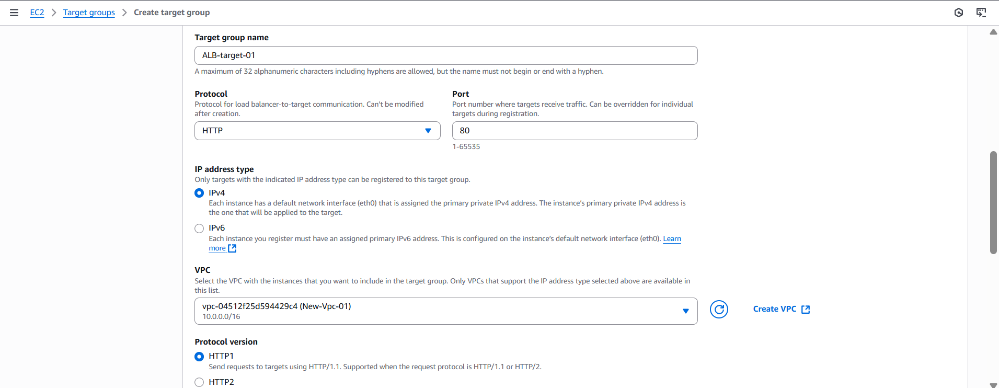 EC2 Target groups Create target group
Target group name
ALB-target-01
A maximum of 32 alphanumeric characters including hyphens are allowed, but the name must not begin or end with a hyphen.
Protocol
Protocol for load balancer-to-target communication. Can't be modified
after creation.
HTTP
Port
Port number where targets receive traffic. Can be overridden for individual
targets during registration.
80
1-65535
IP address type
Only targets with the indicated IP address type can be registered to this target group.
IPv4
Each instance has a default network interface (eth0) that is assigned the primary private IPv4 address. The instance's primary private IPv4 address is
the one that will be applied to the target.
IPv6
Each instance you register must have an assigned primary IPv6 address. This is configured on the instance's default network interface (eth0). Learn
more
VPC
Select the VPC with the instances that you want to include in the target group. Only VPCs that support the IP address type selected above are available in
this list.
vpc-04512f25d594429c4 (New-Vpc-01)
10.0.0.0/16
Create VPC
Protocol version
HTTP1
Send requests to targets using HTTP/1.1. Supported when the request protocol is HTTP/1.1 or HTTP/2.
HTTP2